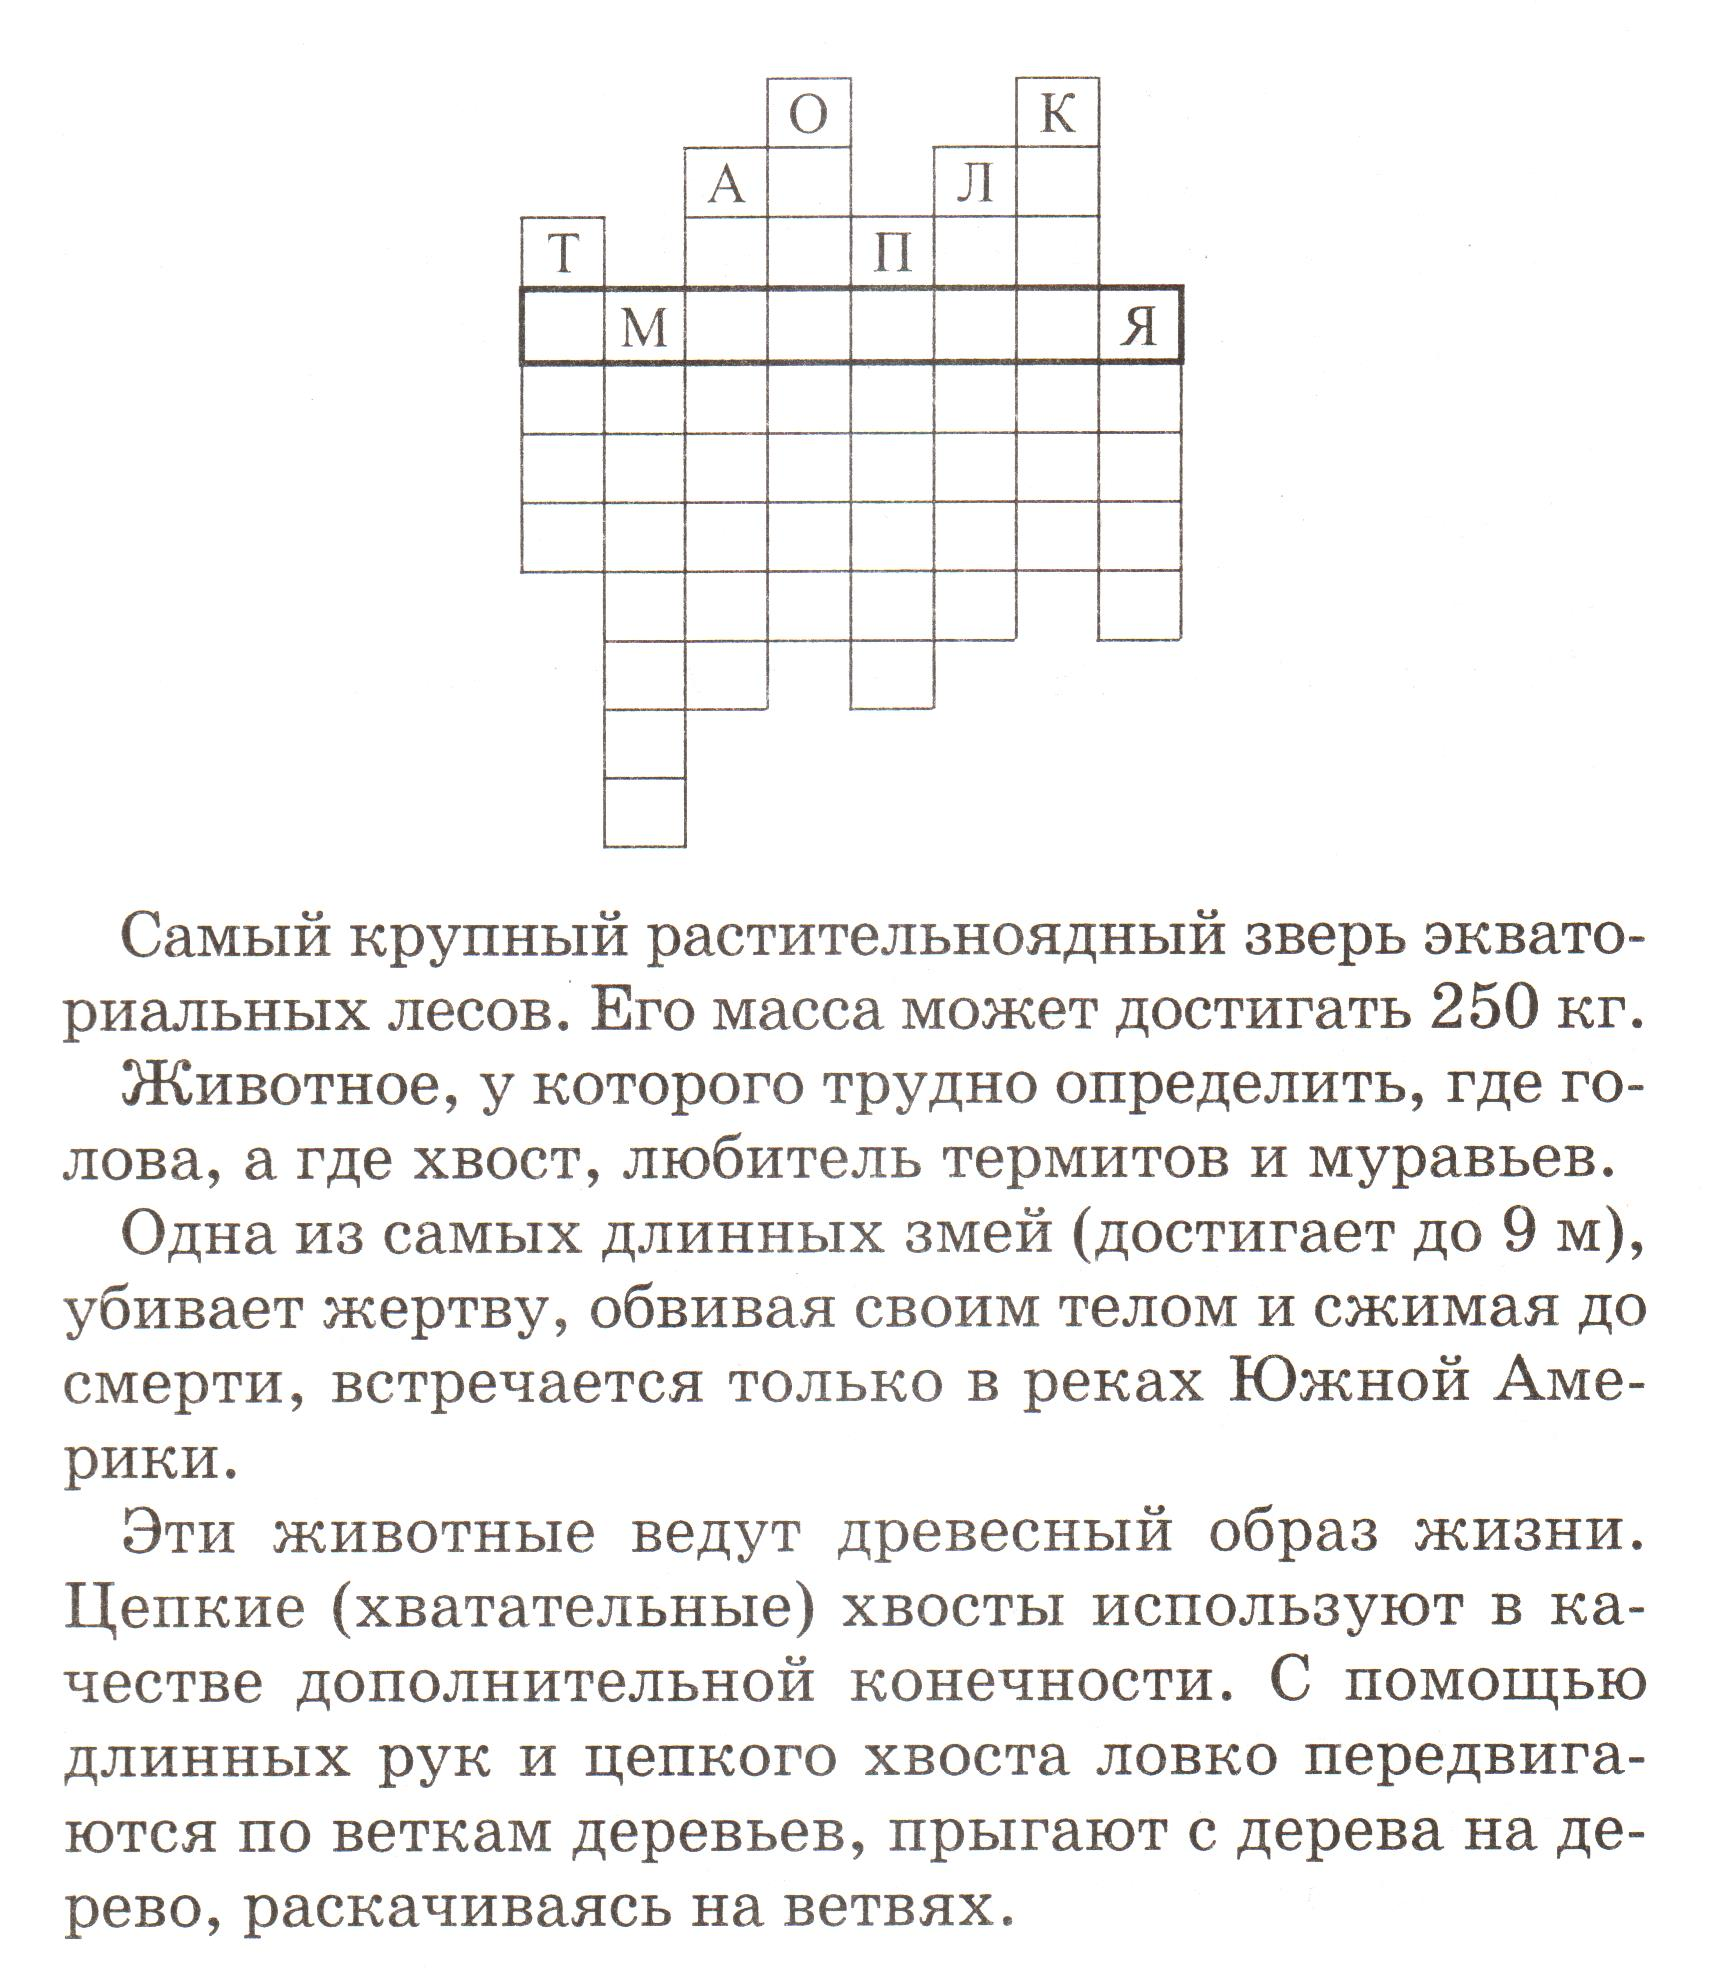 О К
А Л
Т П
М Я
Самый крупный растительноядный зверь эквато-
риальных лесов. Его масса может достигать 250 кг.
Животное, у которого трудно определить, где го-
лова, а где хвост, любитель термитов и муравьев.
Одна из самых длинных змей (достигает до 9 м),
убивает жертву, обвивая своим телом и сжимая до
смерти, встречается только в реках Южной Аме-
рики.
Эти животные ведут древесный образ жизни.
Цепкие (хватательные) хвосты используют в ка-
честве дополнительной конечности. С помощью
длинных рук и цепкого хвоста ловко передвига-
ются по веткам деревьев, прыгают с дерева на де-
рево, раскачиваясь на ветвях.